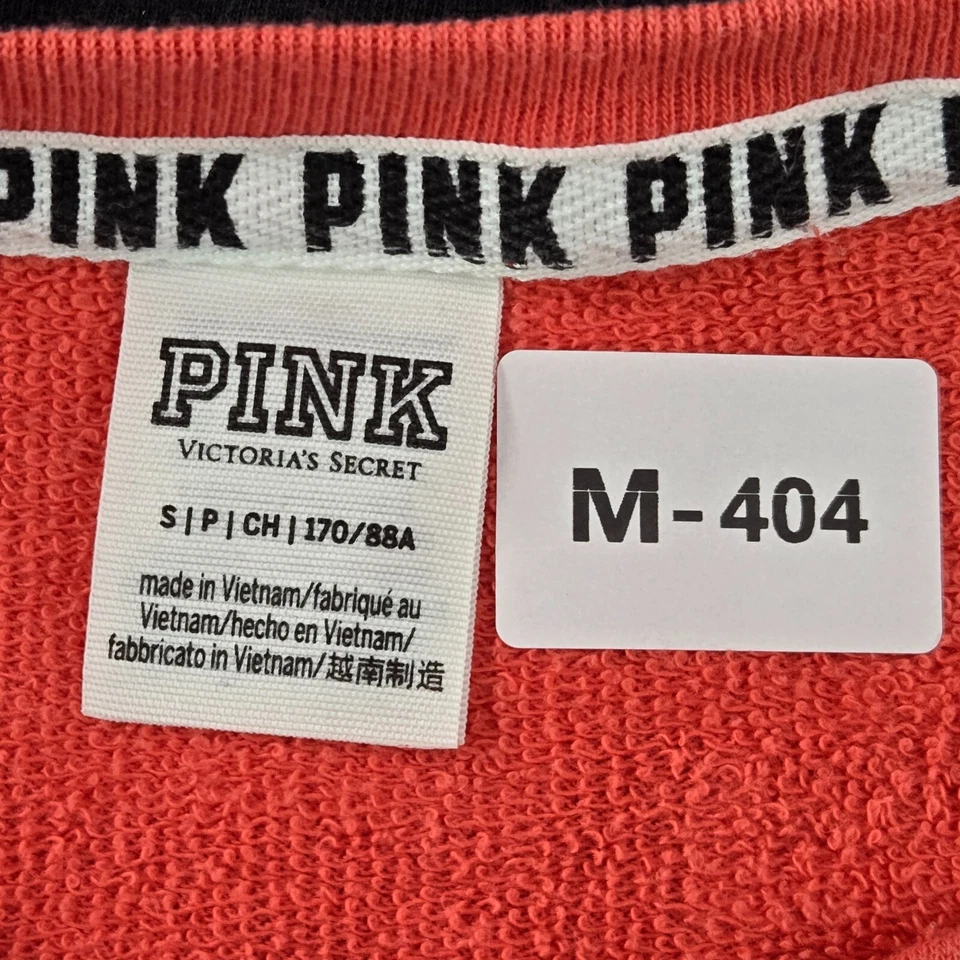 PINK PINK PINK
PINK
VICTORIA'S SECRET
S | P | CH | 170/88A
made in Vietnam/fabriqué au
Vietnam/hecho en Vietnam/
fabbricato in Vietnam/越南制造
M-404